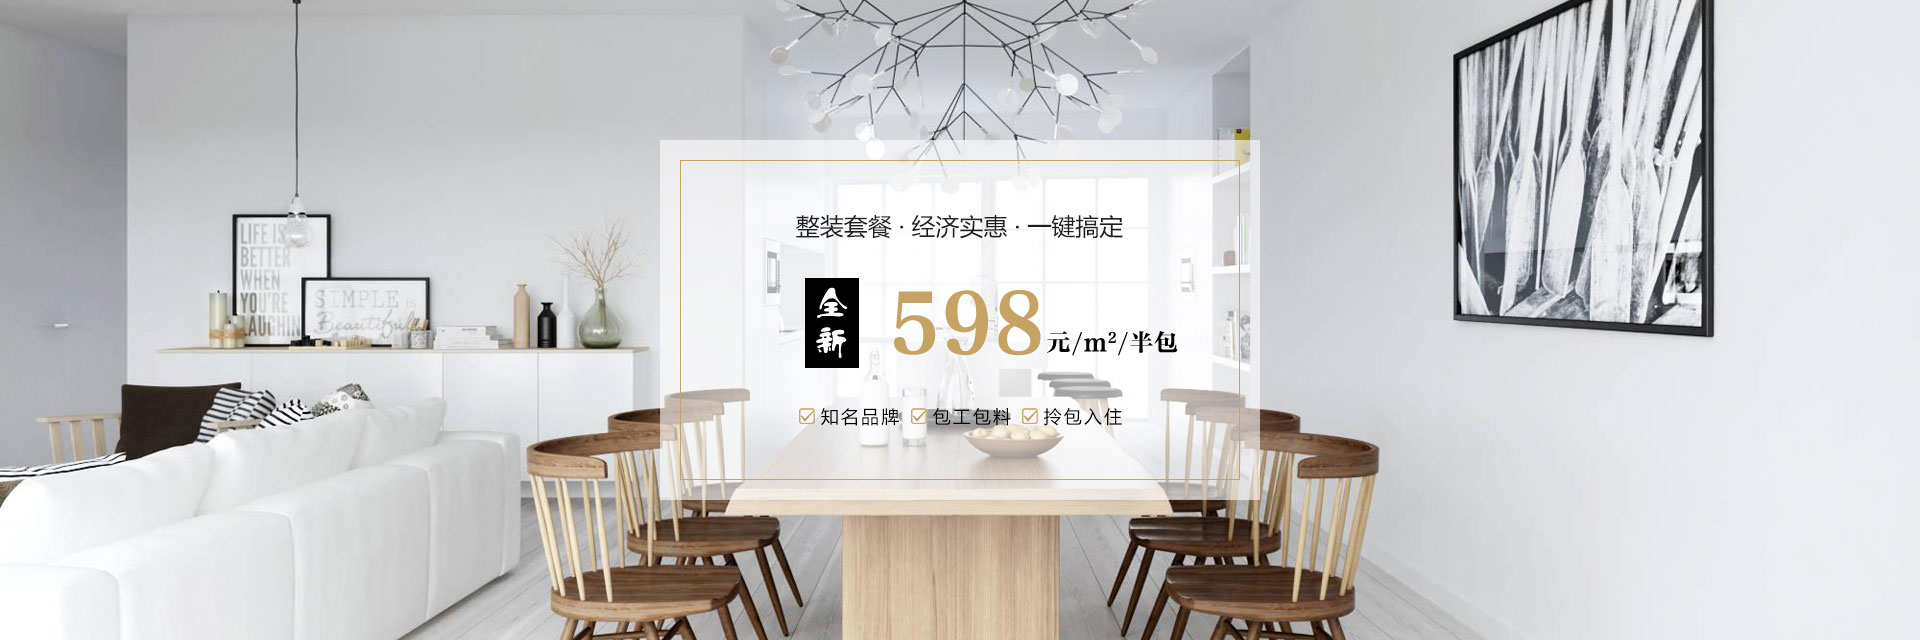 整装套餐 · 经济实惠 · 一键搞定
全新
598元/m²/半包
知名品牌 包工包料 拎包入住
LIFE IS
BETTER
WHEN
YOU'RE
LAUGHING
SIMPLE IS
Beautiful